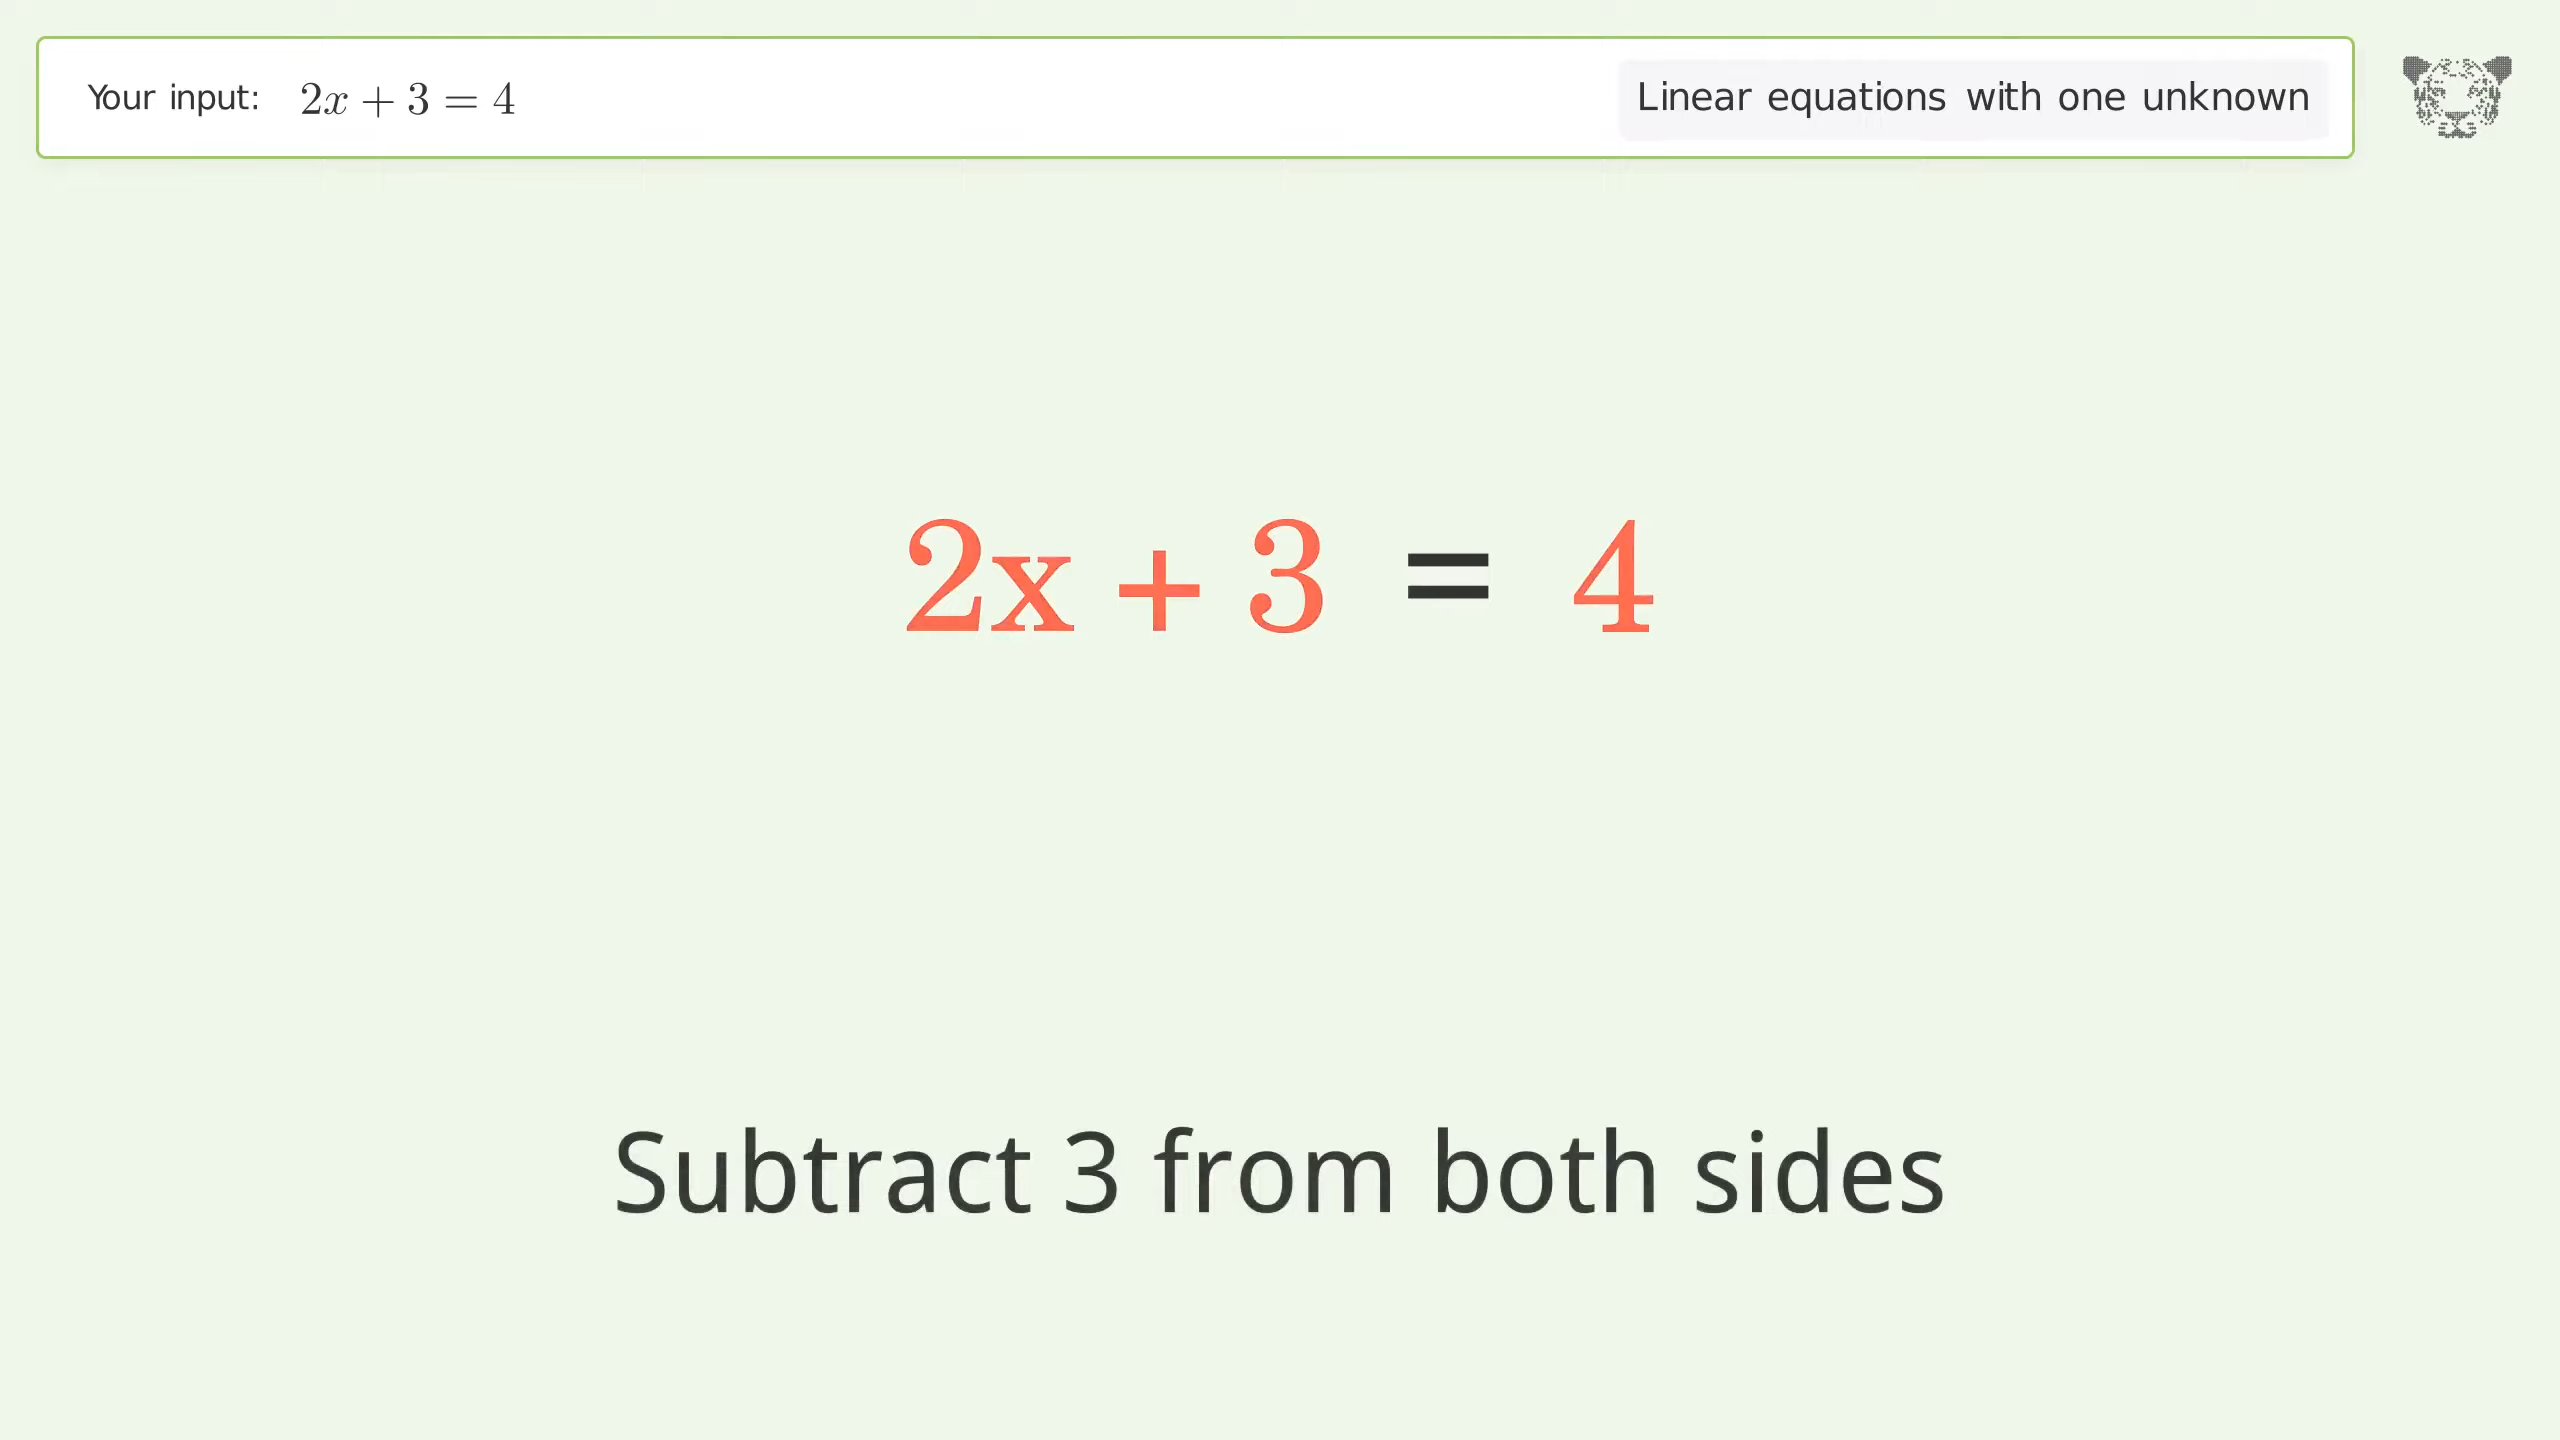 Your input: 2x + 3 = 4 Linear equations with one unknown
2x + 3 = 4
Subtract 3 from both sides